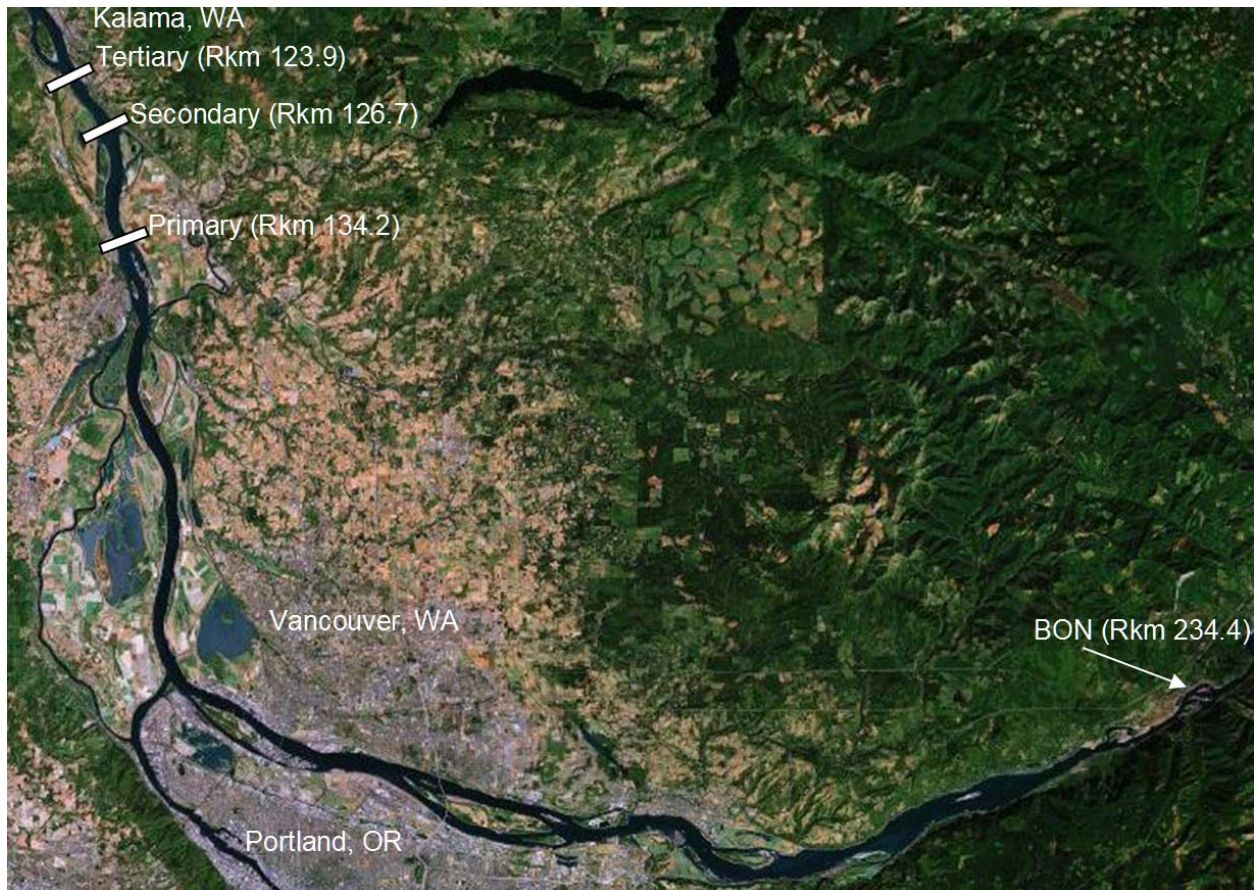 Kalama, WA
Tertiary (Rkm 123.9)
Secondary (Rkm 126.7)
Primary (Rkm 134.2)
Vancouver, WA
BON (Rkm 234.4)
Portland, OR